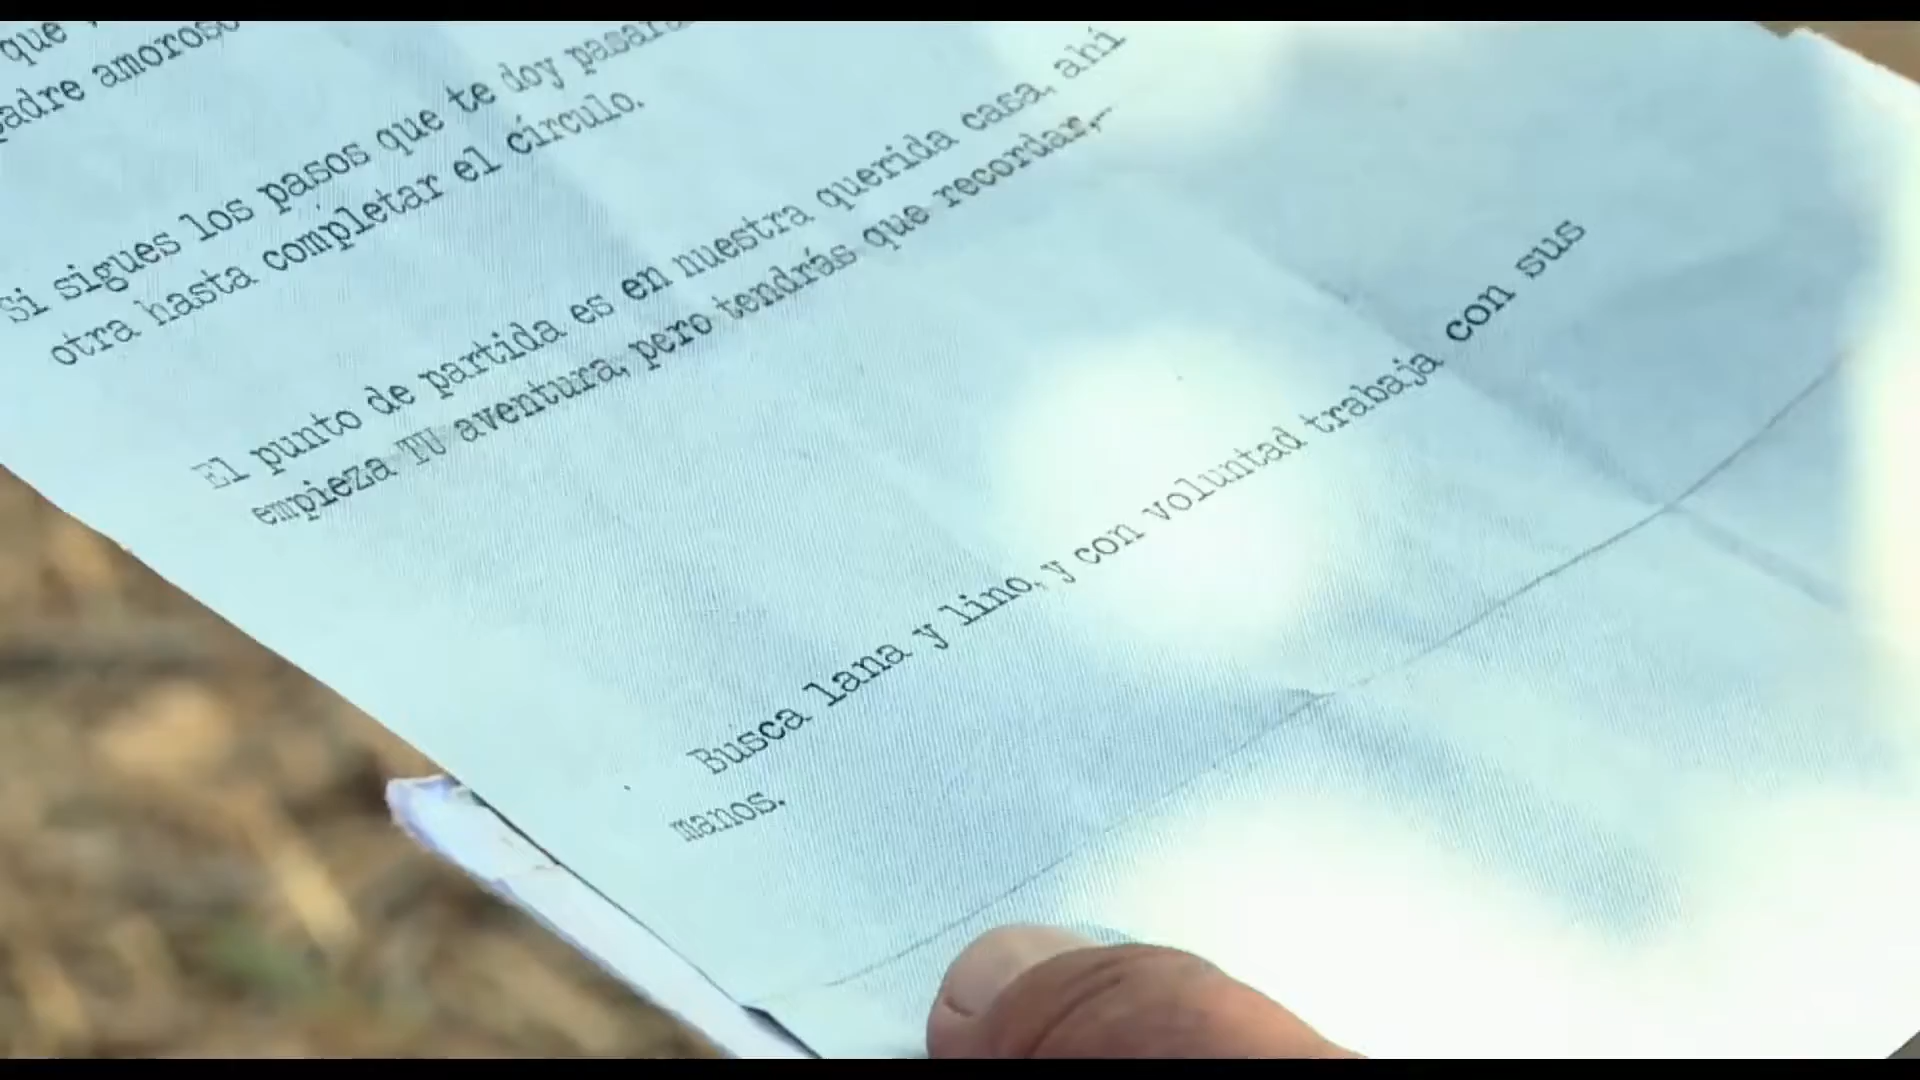 que
padre amoroso
Si sigues los pasos que te doy pasará
otra hasta completar el círculo.
El punto de partida es en nuestra querida casa, ahí
empieza TU aventura, pero tendrás que recordar,…
Busca lana y lino, y con voluntad trabaja con sus
manos.